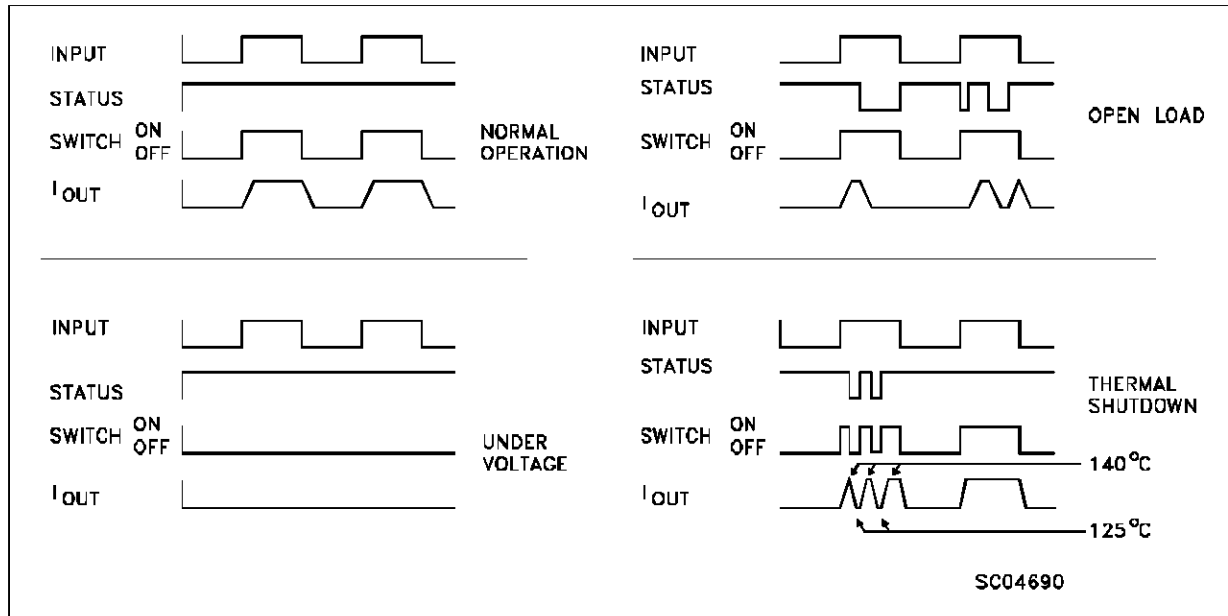 INPUT
STATUS
SWITCH ON
OFF
I OUT
NORMAL
OPERATION
INPUT
STATUS
SWITCH ON
OFF
I OUT
OPEN LOAD
INPUT
STATUS
SWITCH ON
OFF
I OUT
UNDER
VOLTAGE
INPUT
STATUS
SWITCH ON
OFF
I OUT
THERMAL
SHUTDOWN
140°C
125°C
SC04690